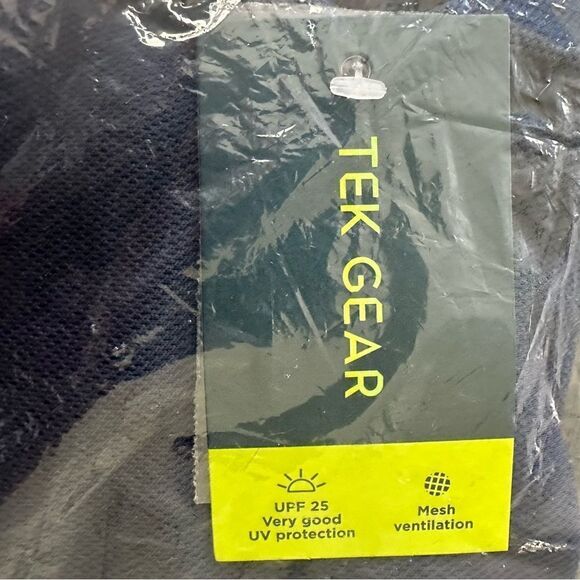 TEK GEAR
UPF 25
Very good
UV protection
Mesh
ventilation